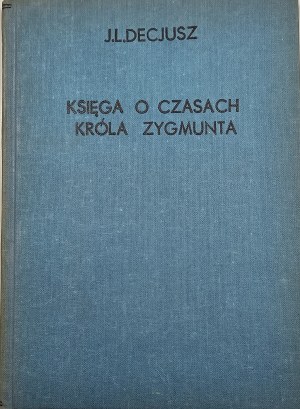 J.L.DECJUSZ
KSIĘGA O CZASACH
KRÓLA ZYGMUNTA